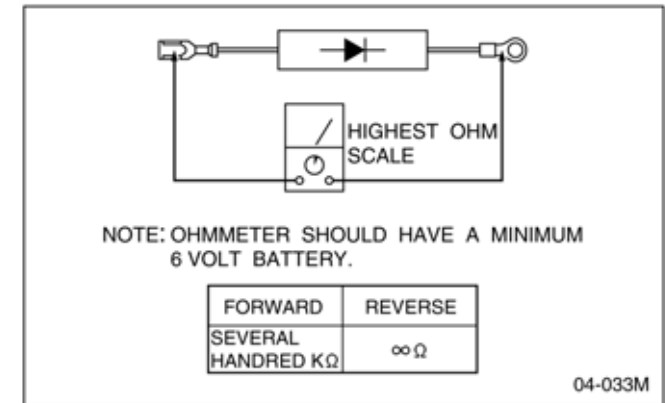 HIGHEST OHM
SCALE
NOTE: OHMMETER SHOULD HAVE A MINIMUM
6 VOLT BATTERY.
FORWARD REVERSE
SEVERAL
HANDRED KΩ ∞ Ω
04-033M